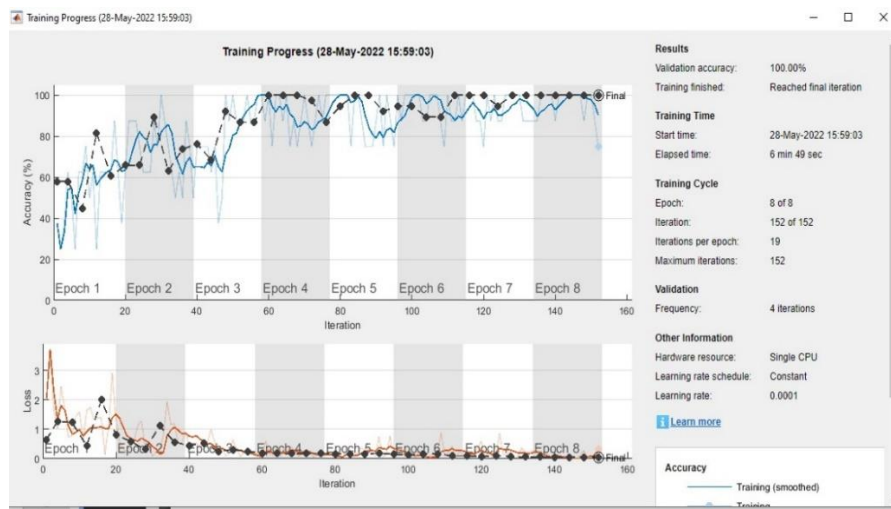 Training Progress (28-May-2022 15:59:03)
Training Progress (28-May-2022 15:59:03)
Accuracy (%)
100
80
60
40
20
0
Final
Epoch 1 Epoch 2 Epoch 3 Epoch 4 Epoch 5 Epoch 6 Epoch 7 Epoch 8
0 20 40 60 80 100 120 140 160
Iteration
Loss
3
2
1
0
Final
Epoch 1 Epoch 2 Epoch 3 Epoch 4 Epoch 5 Epoch 6 Epoch 7 Epoch 8
0 20 40 60 80 100 120 140 160
Iteration
Results
Validation accuracy: 100.00%
Training finished: Reached final iteration
Training Time
Start time: 28-May-2022 15:59:03
Elapsed time: 6 min 49 sec
Training Cycle
Epoch: 8 of 8
Iteration: 152 of 152
Iterations per epoch: 19
Maximum iterations: 152
Validation
Frequency: 4 iterations
Other Information
Hardware resource: Single CPU
Learning rate schedule: Constant
Learning rate: 0.0001
Learn more
Accuracy
Training (smoothed)
Training